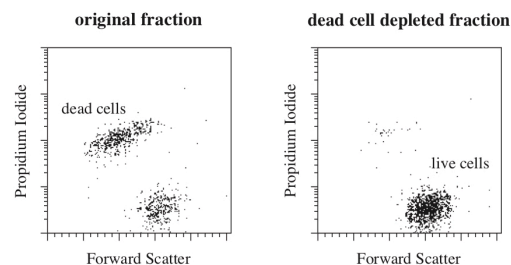 original fraction
dead cell depleted fraction
Propidium Iodide
dead cells
Forward Scatter
Propidium Iodide
live cells
Forward Scatter